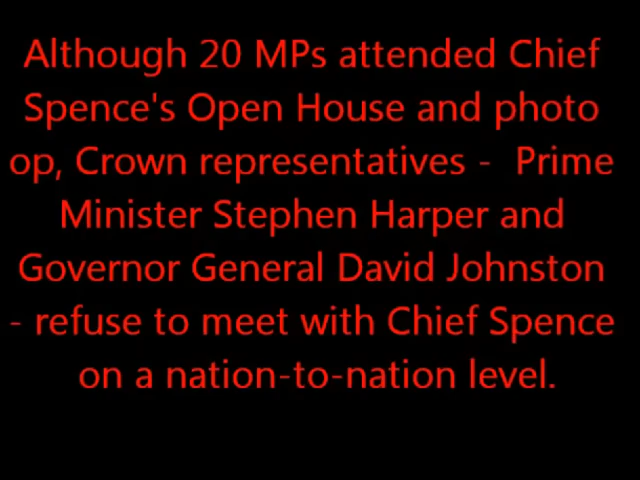 Although 20 MPs attended Chief
Spence's Open House and photo
op, Crown representatives -  Prime
Minister Stephen Harper and
Governor General David Johnston
- refuse to meet with Chief Spence
on a nation-to-nation level.